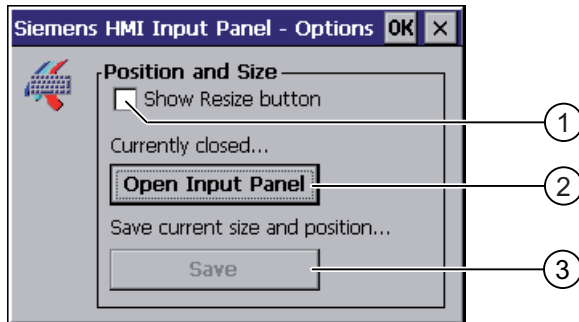 Siemens HMI Input Panel - Options OK ×
Position and Size
Show Resize button
1
Currently closed...
Open Input Panel
2
Save current size and position...
Save
3